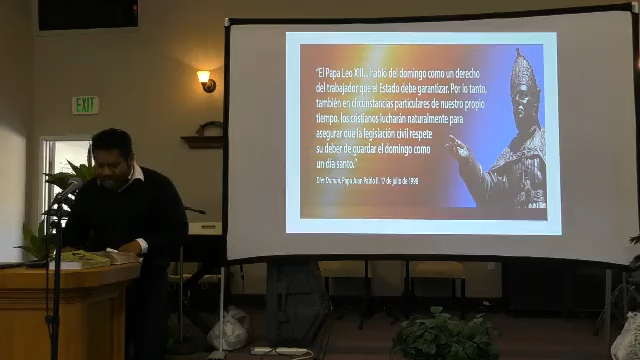 EXIT
“El Papa Leo XIII... habló del domingo como un derecho
del trabajador que el Estado debe garantizar. Por lo tanto,
también en circunstancias particulares de nuestro propio
tiempo, los cristianos lucharán naturalmente para
asegurar que la legislación civil respete
su deber de guardar el domingo como
un día santo.”
Dies Domini, Papa Juan Pablo II, 17 de julio de 1998